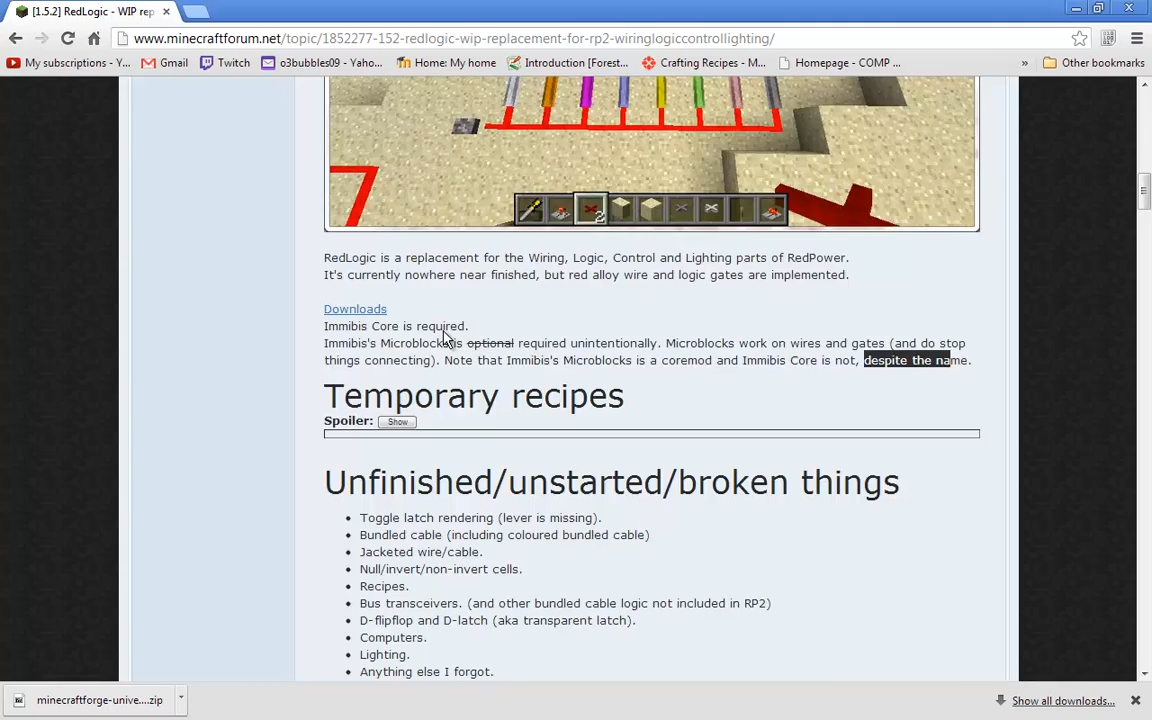 [1.5.2] RedLogic - WIP rep
www.minecraftforum.net/topic/1852277-152-redlogic-wip-replacement-for-rp2-wiringlogiccontrollighting/
My subscriptions - Y... Gmail Twitch o3bubbles09 - Yahoo... Home: My home Introduction [Forest... Crafting Recipes - M... Homepage - COMP ... » Other bookmarks
2
RedLogic is a replacement for the Wiring, Logic, Control and Lighting parts of RedPower.
It's currently nowhere near finished, but red alloy wire and logic gates are implemented.
Downloads
Immibis Core is required.
Immibis's Microblocks is optional required unintentionally. Microblocks work on wires and gates (and do stop
things connecting). Note that Immibis's Microblocks is a coremod and Immibis Core is not, despite the name.
Temporary recipes
Spoiler: Show
Unfinished/unstarted/broken things
• Toggle latch rendering (lever is missing).
• Bundled cable (including coloured bundled cable)
• Jacketed wire/cable.
• Null/invert/non-invert cells.
• Recipes.
• Bus transceivers. (and other bundled cable logic not included in RP2)
• D-flipflop and D-latch (aka transparent latch).
• Computers.
• Lighting.
• Anything else I forgot.
minecraftforge-unive....zip Show all downloads...